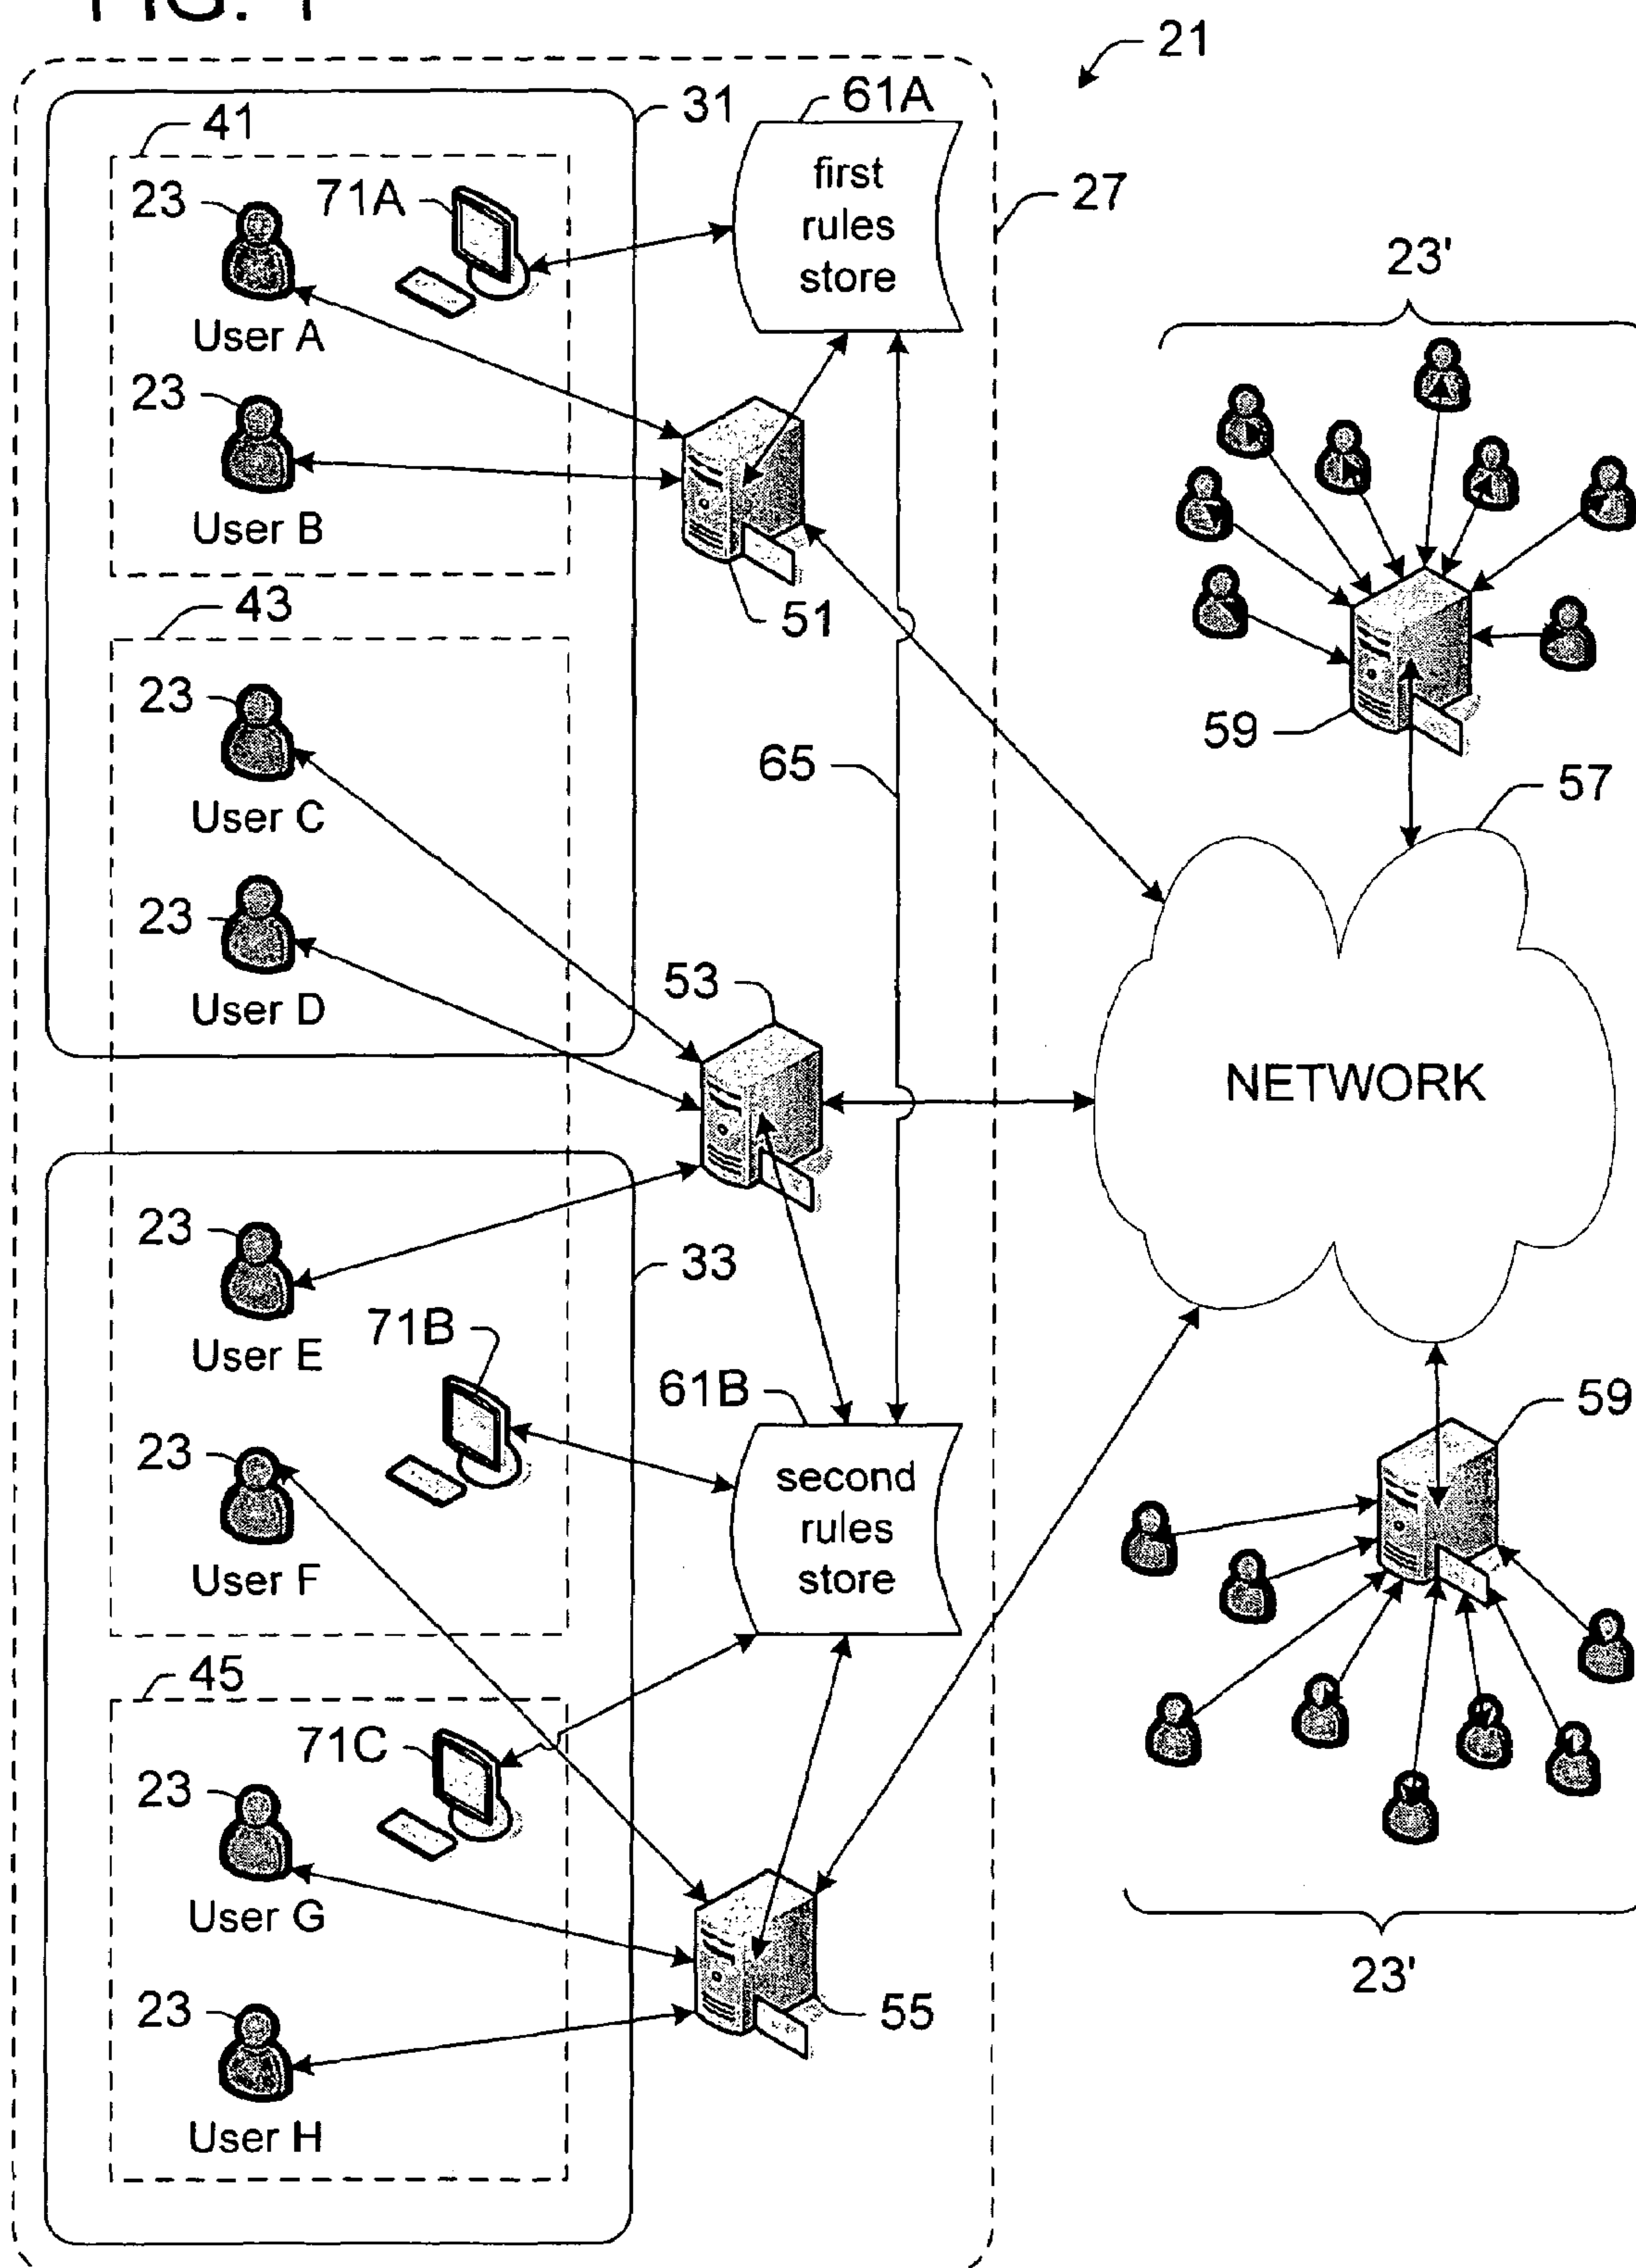 FIG. 1
21
41
31
61A
23
71A
first
rules
store
27
User A
23'
23
User B
51
43
23
59
User C
65
57
23
User D
53
NETWORK
23
33
User E
71B
61B
59
23
second
rules
store
User F
45
71C
23
User G
23'
23
55
User H